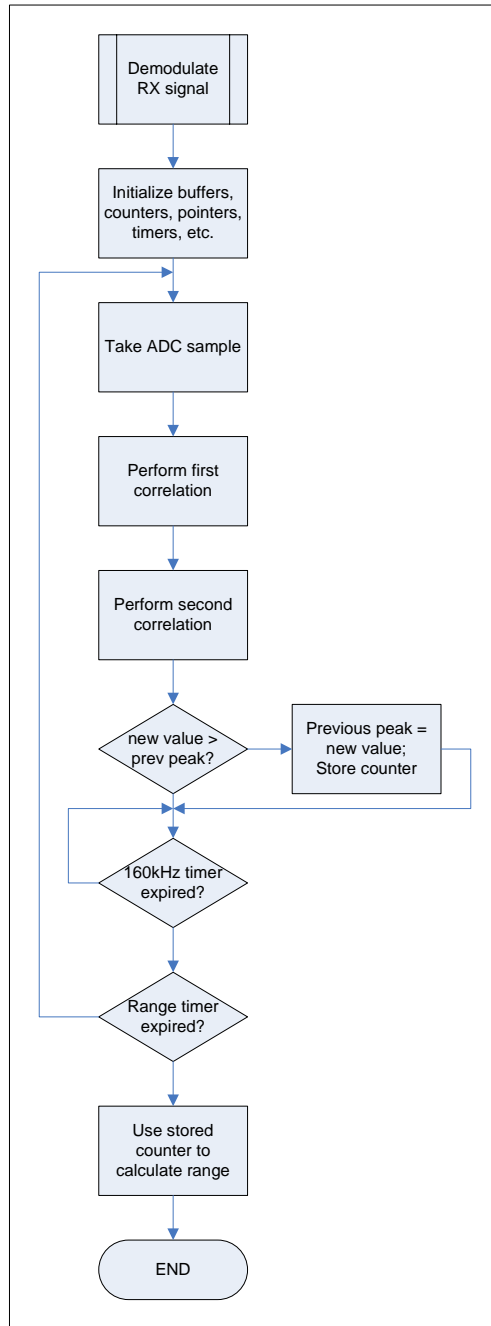 Demodulate
RX signal
Initialize buffers,
counters, pointers,
timers, etc.
Take ADC sample
Perform first
correlation
Perform second
correlation
new value >
prev peak?
Previous peak =
new value;
Store counter
160kHz timer
expired?
Range timer
expired?
Use stored
counter to
calculate range
END